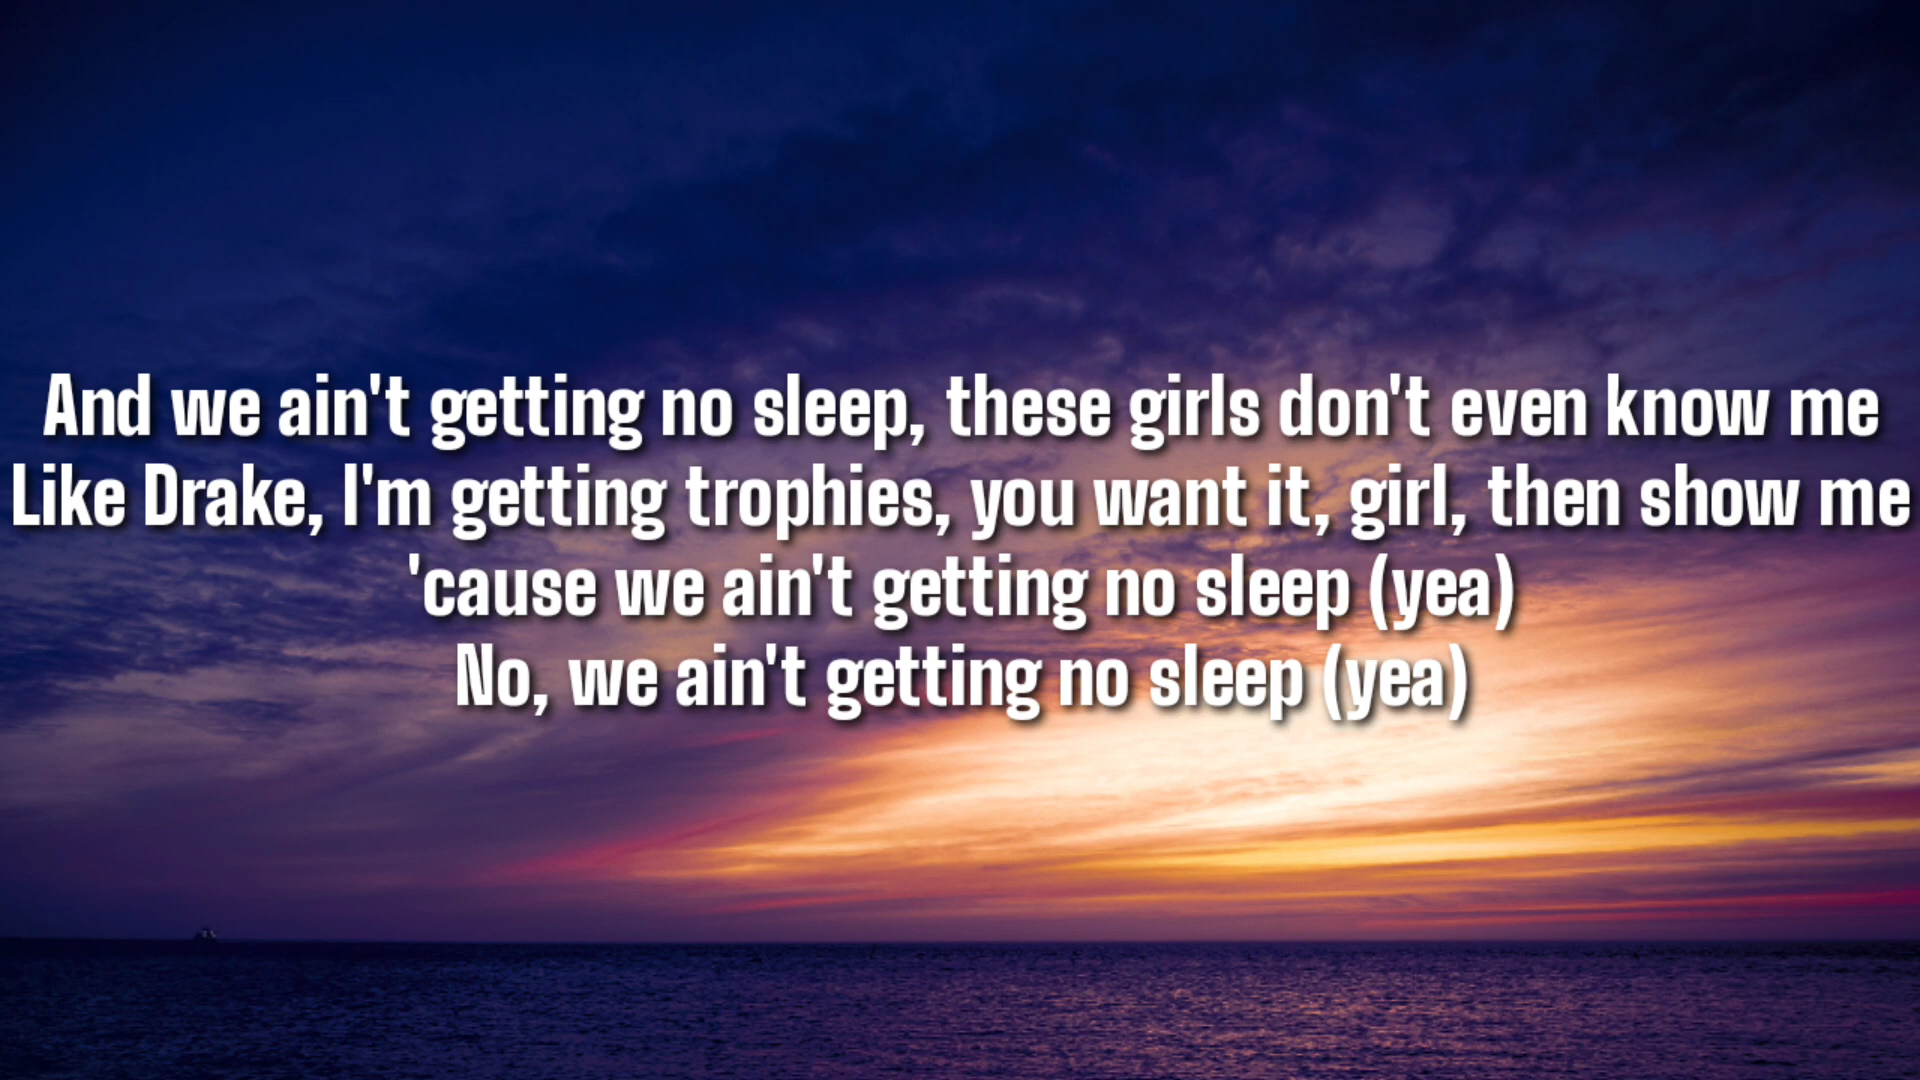 And we ain't getting no sleep, these girls don't even know me
Like Drake, I'm getting trophies, you want it, girl, then show me
'cause we ain't getting no sleep (yea)
No, we ain't getting no sleep (yea)